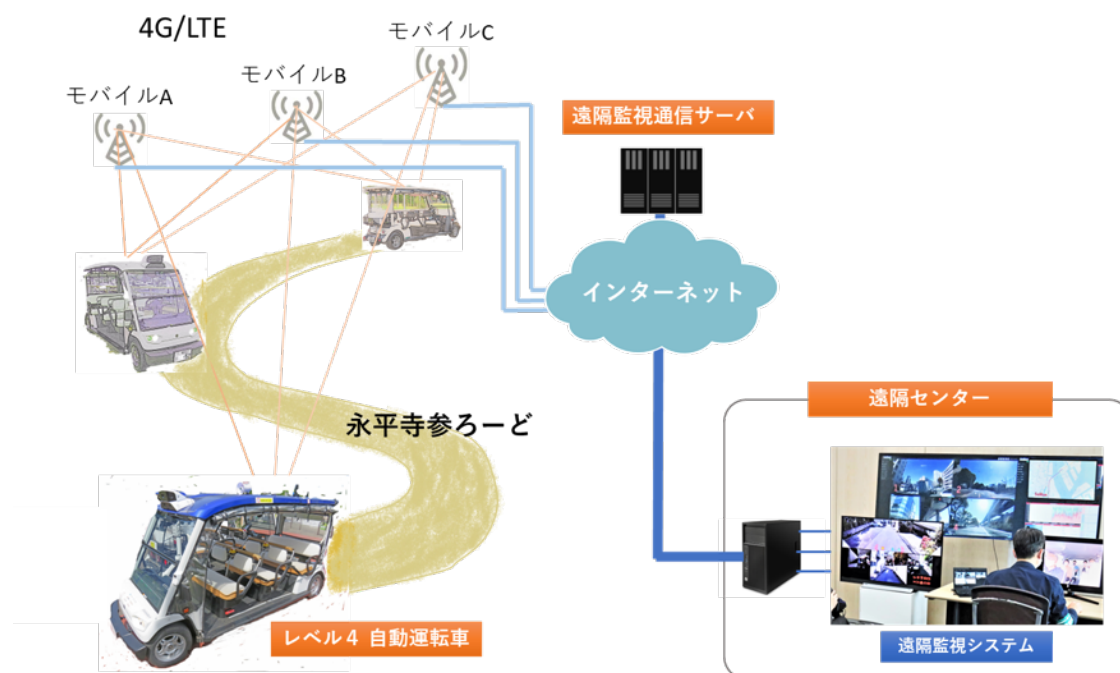 4G/LTE
モバイルC
モバイルB
モバイルA
遠隔監視通信サーバ
インターネット
遠隔センター
永平寺参ろーど
レベル4 自動運転車
遠隔監視システム